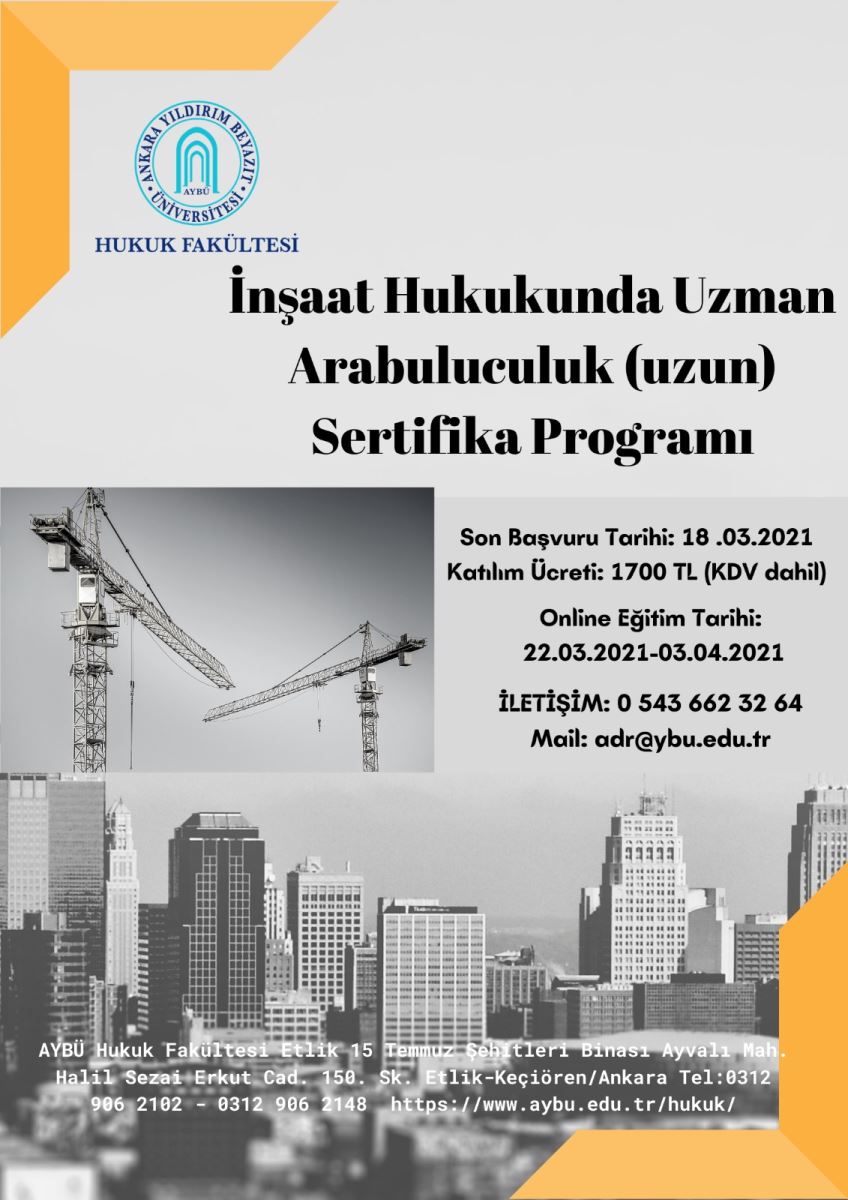 ANKARA YILDIRIM BEYAZIT
ÜNİVERSİTESİ
AYBÜ
HUKUK FAKÜLTESİ
İnşaat Hukukunda Uzman
Arabuluculuk (uzun)
Sertifika Programı
Son Başvuru Tarihi: 18 .03.2021
Katılım Ücreti: 1700 TL (KDV dahil)
Online Eğitim Tarihi:
22.03.2021-03.04.2021
İLETİŞİM: 0 543 662 32 64
Mail: adr@ybu.edu.tr
AYBÜ Hukuk Fakültesi Etlik 15 Temmuz Şehitleri Binası Ayvalı Mah.
Halil Sezai Erkut Cad. 150. Sk. Etlik-Keçiören/Ankara Tel:0312
906 2102 - 0312 906 2148 https://www.aybu.edu.tr/hukuk/